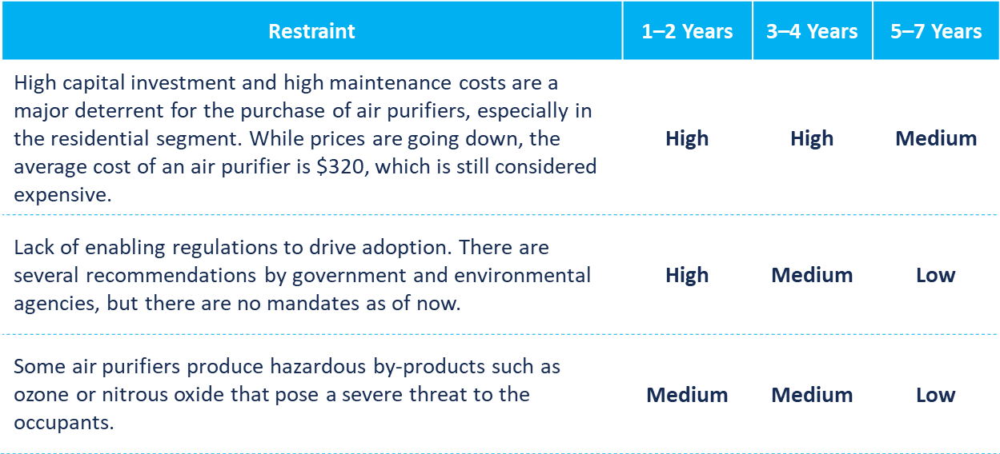 Restraint 1–2 Years 3–4 Years 5–7 Years
High capital investment and high maintenance costs are a
major deterrent for the purchase of air purifiers, especially in
the residential segment. While prices are going down, the
average cost of an air purifier is $320, which is still considered
expensive.
High High Medium
Lack of enabling regulations to drive adoption. There are
several recommendations by government and environmental
agencies, but there are no mandates as of now.
High Medium Low
Some air purifiers produce hazardous by-products such as
ozone or nitrous oxide that pose a severe threat to the
occupants.
Medium Medium Low